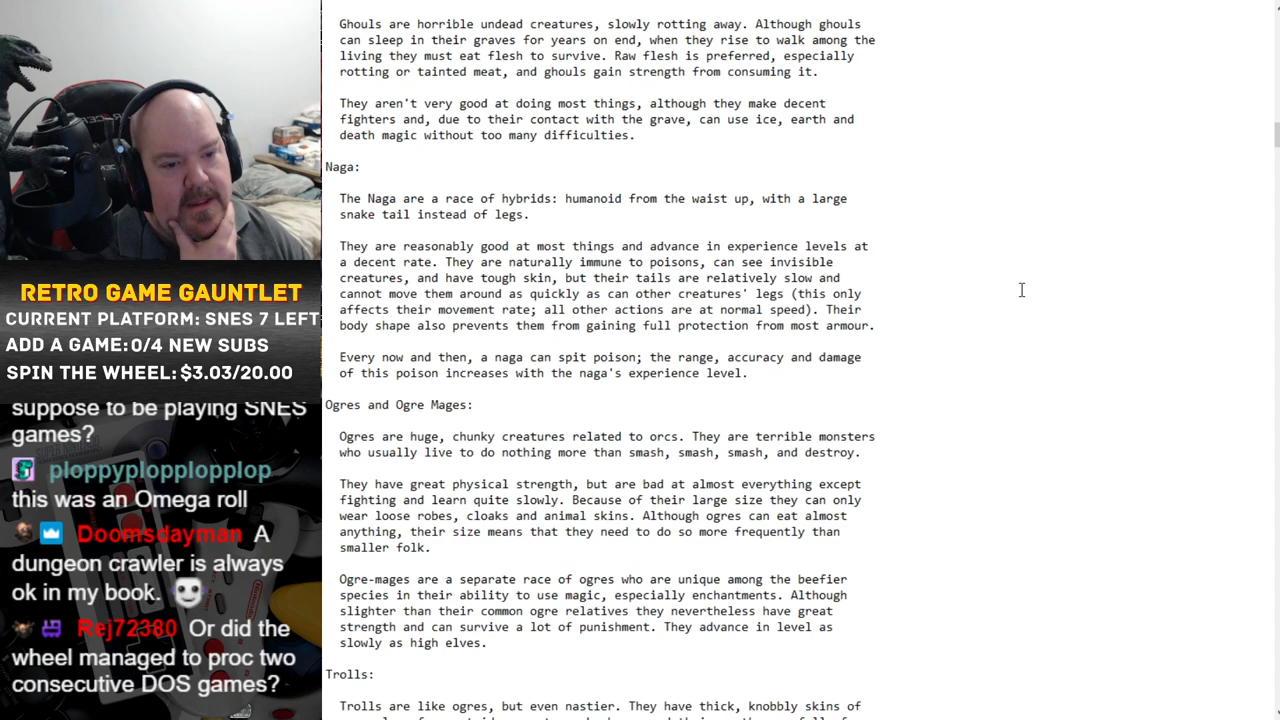 Ghouls are horrible undead creatures, slowly rotting away. Although ghouls
can sleep in their graves for years on end, when they rise to walk among the
living they must eat flesh to survive. Raw flesh is preferred, especially
rotting or tainted meat, and ghouls gain strength from consuming it.
They aren't very good at doing most things, although they make decent
fighters and, due to their contact with the grave, can use ice, earth and
death magic without too many difficulties.
Naga:
The Naga are a race of hybrids: humanoid from the waist up, with a large
snake tail instead of legs.
They are reasonably good at most things and advance in experience levels at
a decent rate. They are naturally immune to poisons, can see invisible
creatures, and have tough skin, but their tails are relatively slow and
cannot move them around as quickly as can other creatures' legs (this only
affects their movement rate; all other actions are at normal speed). Their
body shape also prevents them from gaining full protection from most armour.
Every now and then, a naga can spit poison; the range, accuracy and damage
of this poison increases with the naga's experience level.
Ogres and Ogre Mages:
Ogres are huge, chunky creatures related to orcs. They are terrible monsters
who usually live to do nothing more than smash, smash, smash, and destroy.
They have great physical strength, but are bad at almost everything except
fighting and learn quite slowly. Because of their large size they can only
wear loose robes, cloaks and animal skins. Although ogres can eat almost
anything, their size means that they need to do so more frequently than
smaller folk.
Ogre-mages are a separate race of ogres who are unique among the beefier
species in their ability to use magic, especially enchantments. Although
slighter than their common ogre relatives they nevertheless have great
strength and can survive a lot of punishment. They advance in level as
slowly as high elves.
Trolls:
Trolls are like ogres, but even nastier. They have thick, knobbly skins of
RETRO GAME GAUNTLET
CURRENT PLATFORM: SNES 7 LEFT
ADD A GAME: 0/4 NEW SUBS
SPIN THE WHEEL: $3.03/20.00
suppose to be playing SNES
games?
ploppyplopplopplop
this was an Omega roll
Doomsdayman A
dungeon crawler is always
ok in my book.
Rej72380 Or did the
wheel managed to proc two
consecutive DOS games?